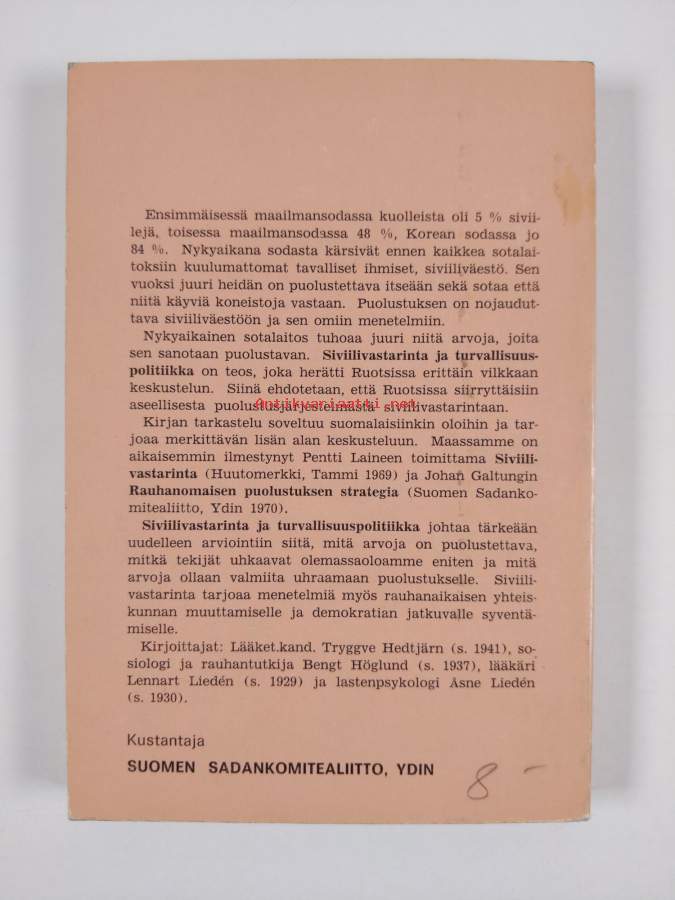 Ensimmäisessä maailmansodassa kuolleista oli 5 % sivii-
lejä, toisessa maailmansodassa 48 %, Korean sodassa jo
84 %. Nykyaikana sodasta kärsivät ennen kaikkea sotalai-
toksiin kuulumattomat tavalliset ihmiset, siviiliväestö. Sen
vuoksi juuri heidän on puolustettava itseään sekä sotaa että
niitä käyviä koneistoja vastaan. Puolustuksen on nojaudut-
tava siviiliväestöön ja sen omiin menetelmiin.
Nykyaikainen sotalaitos tuhoaa juuri niitä arvoja, joita
sen sanotaan puolustavan. Siviilivastarinta ja turvallisuus-
politiikka on teos, joka herätti Ruotsissa erittäin vilkkaan
keskustelun. Siinä ehdotetaan, että Ruotsissa siirryttäisiin
Antikvariaatti.net
aseellisesta puolustusjärjestelmästä siviilivastarintaan.
Kirjan tarkastelu soveltuu suomalaisiinkin oloihin ja tar-
joaa merkittävän lisän alan keskusteluun. Maassamme on
aikaisemmin ilmestynyt Pentti Laineen toimittama Siviili-
vastarinta (Huutomerkki, Tammi 1969) ja Johan Galtungin
Rauhanomaisen puolustuksen strategia (Suomen Sadanko-
mitealiitto, Ydin 1970).
Siviilivastarinta ja turvallisuuspolitiikka johtaa tärkeään
uudelleen arviointiin siitä, mitä arvoja on puolustettava,
mitkä tekijät uhkaavat olemassaoloamme eniten ja mitä
arvoja ollaan valmiita uhraamaan puolustukselle. Siviili-
vastarinta tarjoaa menetelmiä myös rauhanaikaisen yhteis-
kunnan muuttamiselle ja demokratian jatkuvalle syventä-
miselle.
Kirjoittajat: Lääket.kand. Tryggve Hedtjärn (s. 1941), so-
siologi ja rauhantutkija Bengt Höglund (s. 1937), lääkäri
Lennart Liedén (s. 1929) ja lastenpsykologi Åsne Liedén
(s. 1930).
Kustantaja
SUOMEN SADANKOMITEALIITTO, YDIN
8 –